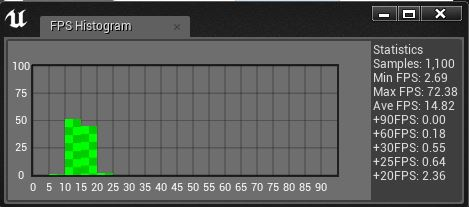 FPS Histogram
Statistics
Samples: 1,100
Min FPS: 2.69
Max FPS: 72.38
Ave FPS: 14.82
+90FPS: 0.00
+60FPS: 0.18
+30FPS: 0.55
+25FPS: 0.64
+20FPS: 2.36
100
75
50
25
0
0 5 10 15 20 25 30 35 40 45 50 55 60 65 70 75 80 85 90